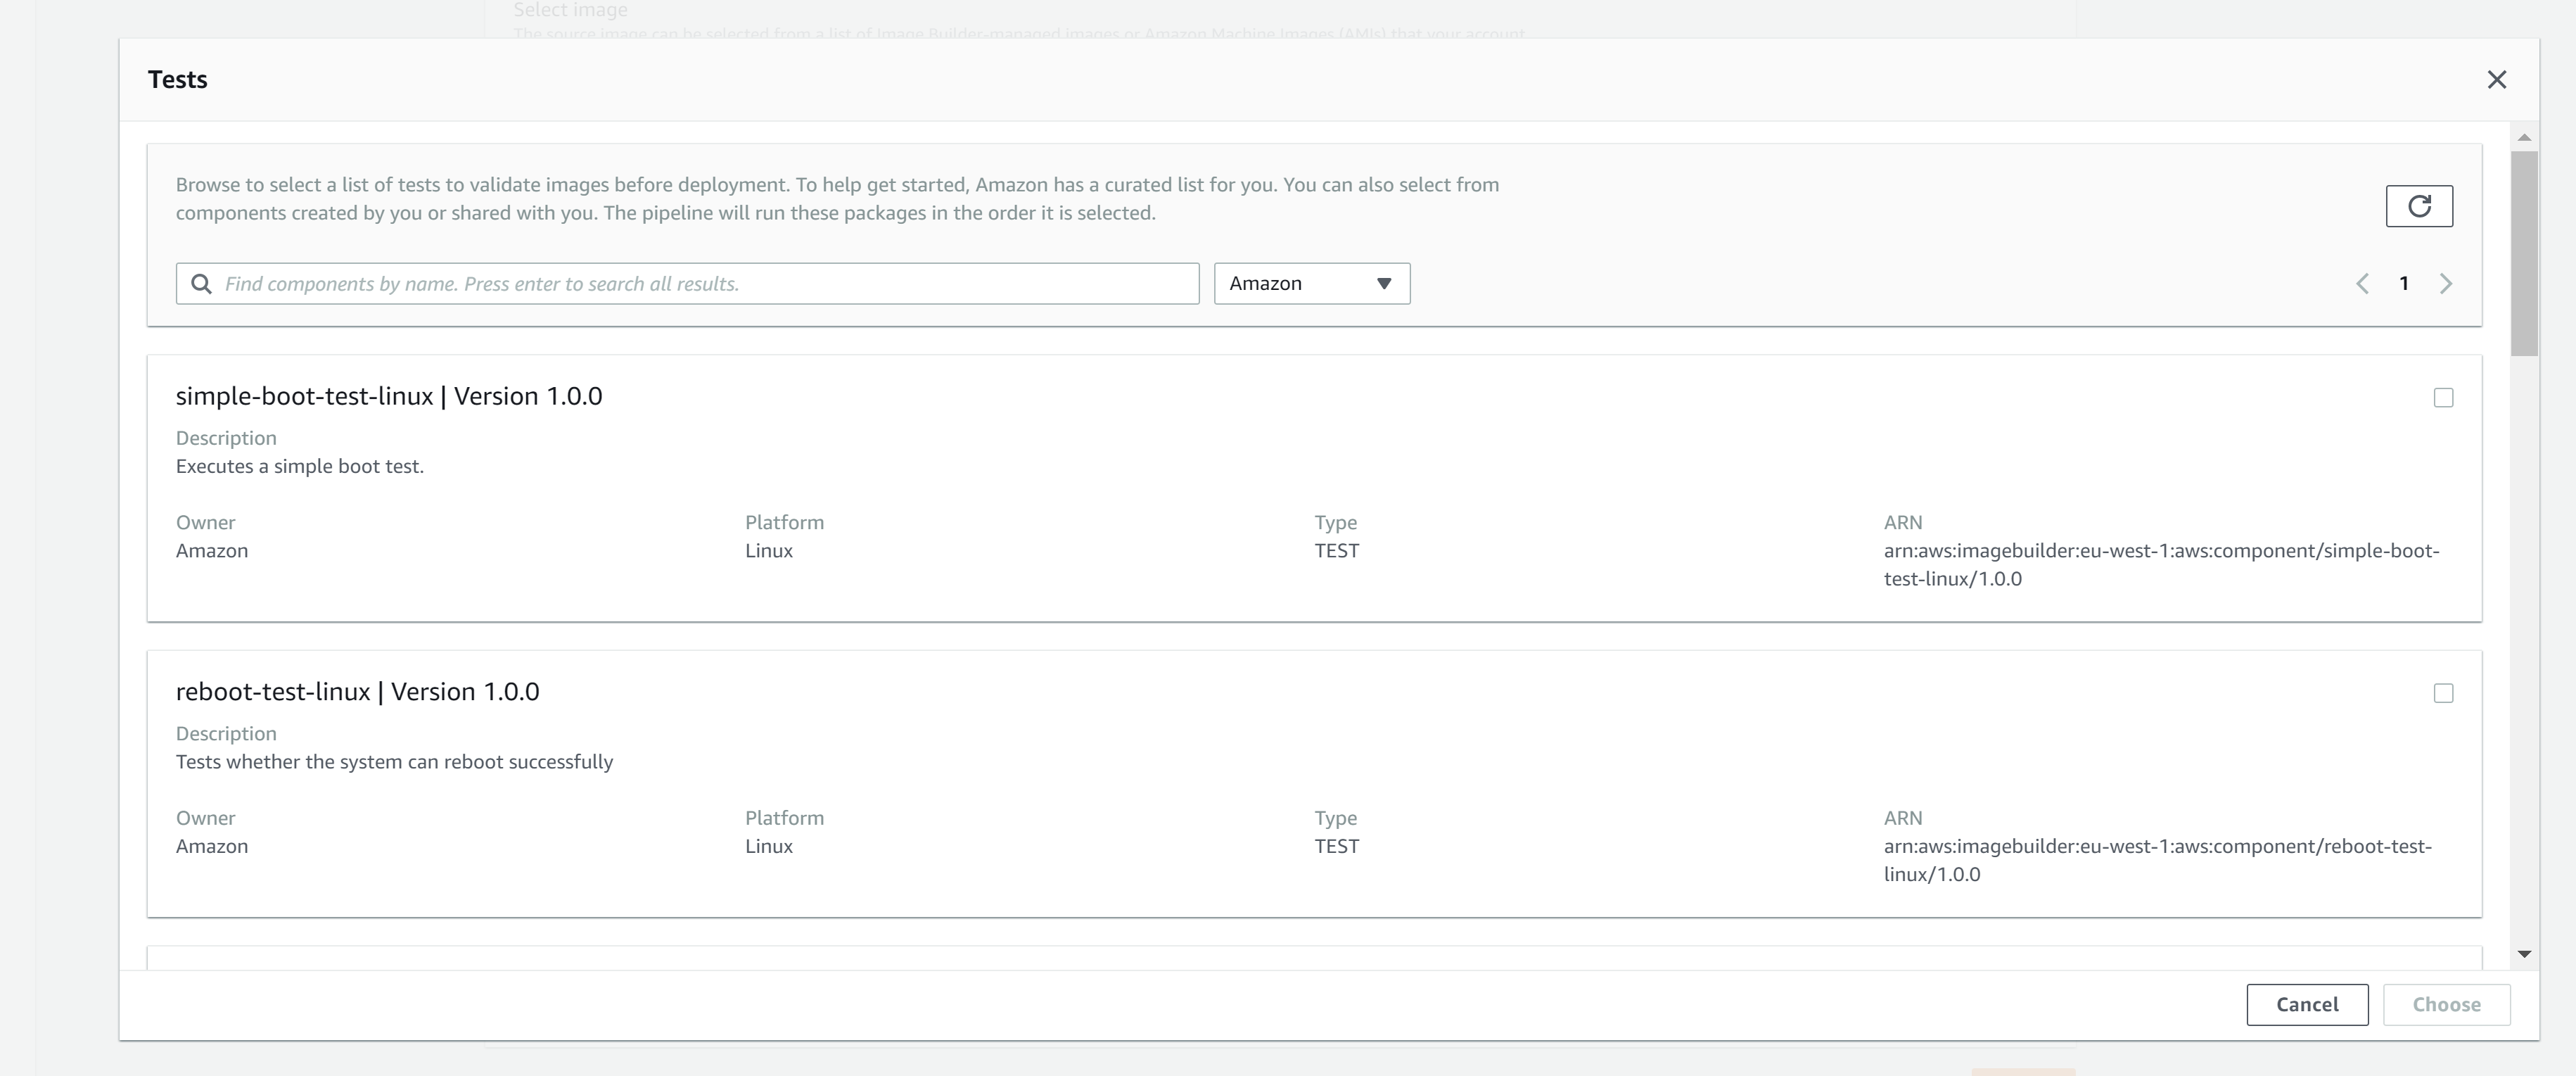 Select image
The source image can be selected from a list of Image Builder-managed images or Amazon Machine Images (AMIs) that your account
Tests
Browse to select a list of tests to validate images before deployment. To help get started, Amazon has a curated list for you. You can also select from
components created by you or shared with you. The pipeline will run these packages in the order it is selected.
Find components by name. Press enter to search all results.
Amazon
1
simple-boot-test-linux | Version 1.0.0
Description
Executes a simple boot test.
Owner Platform Type ARN
Amazon Linux TEST arn:aws:imagebuilder:eu-west-1:aws:component/simple-boot-
test-linux/1.0.0
reboot-test-linux | Version 1.0.0
Description
Tests whether the system can reboot successfully
Owner Platform Type ARN
Amazon Linux TEST arn:aws:imagebuilder:eu-west-1:aws:component/reboot-test-
linux/1.0.0
Cancel Choose